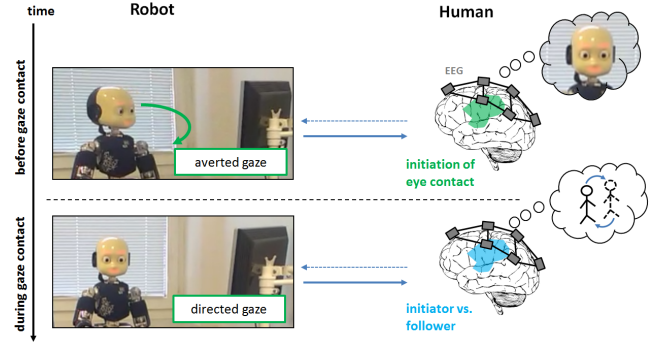 time
Robot
Human
before gaze contact
EEG
averted gaze
initiation of
eye contact
during gaze contact
directed gaze
initiator vs.
follower